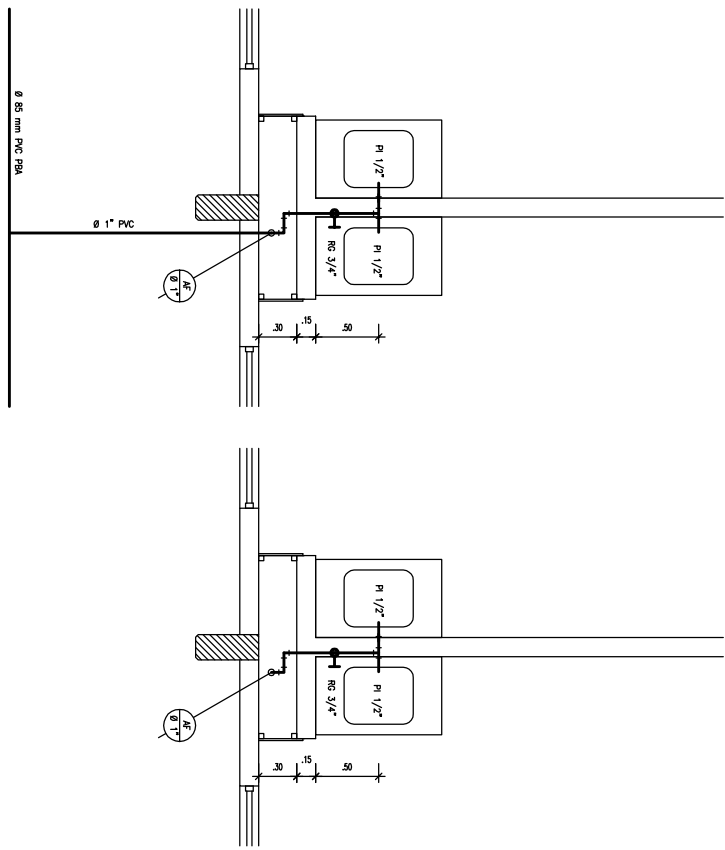 Ø 85 mm PVC PBA
PI 1/2"
Ø 1" PVC
RG 3/4"
PI 1/2"
AF
Ø 1"
.30
.15
.50
PI 1/2"
RG 3/4"
PI 1/2"
AF
Ø 1"
.30
.15
.50